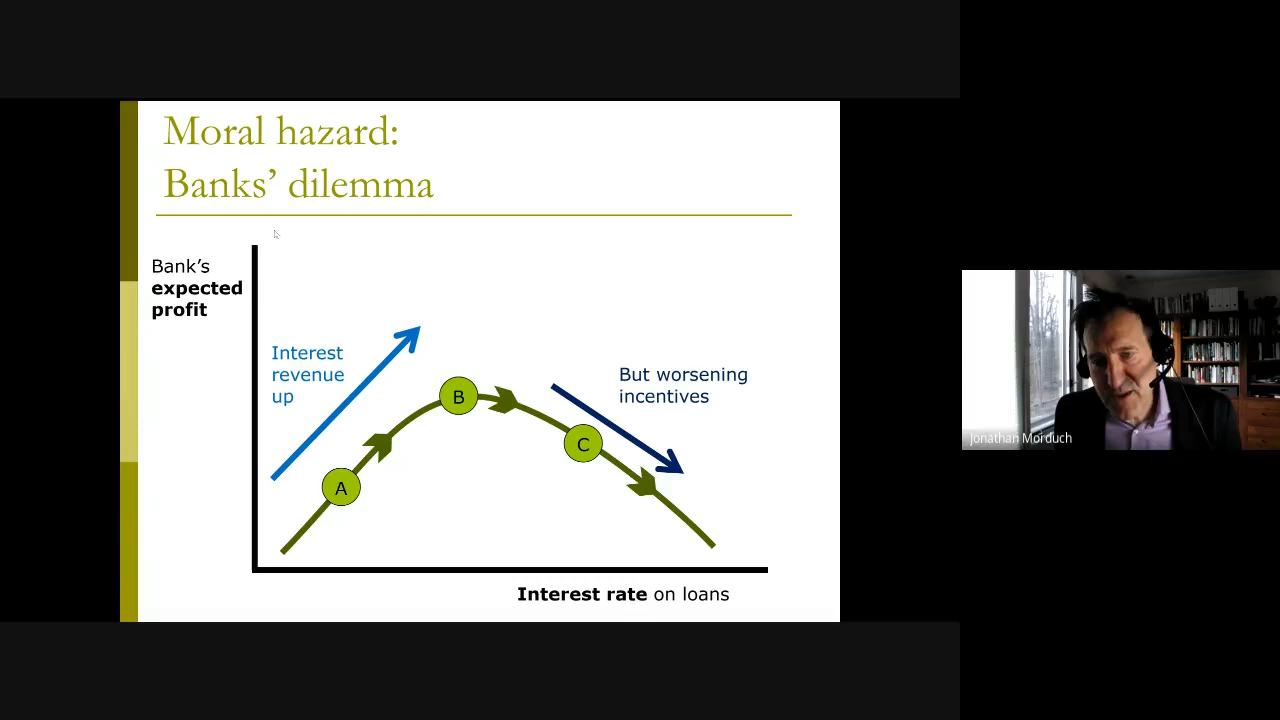 Moral hazard:
Banks’ dilemma
Bank’s
expected
profit
Interest
revenue
up
But worsening
incentives
A
B
C
Interest rate on loans
Jonathan Morduch